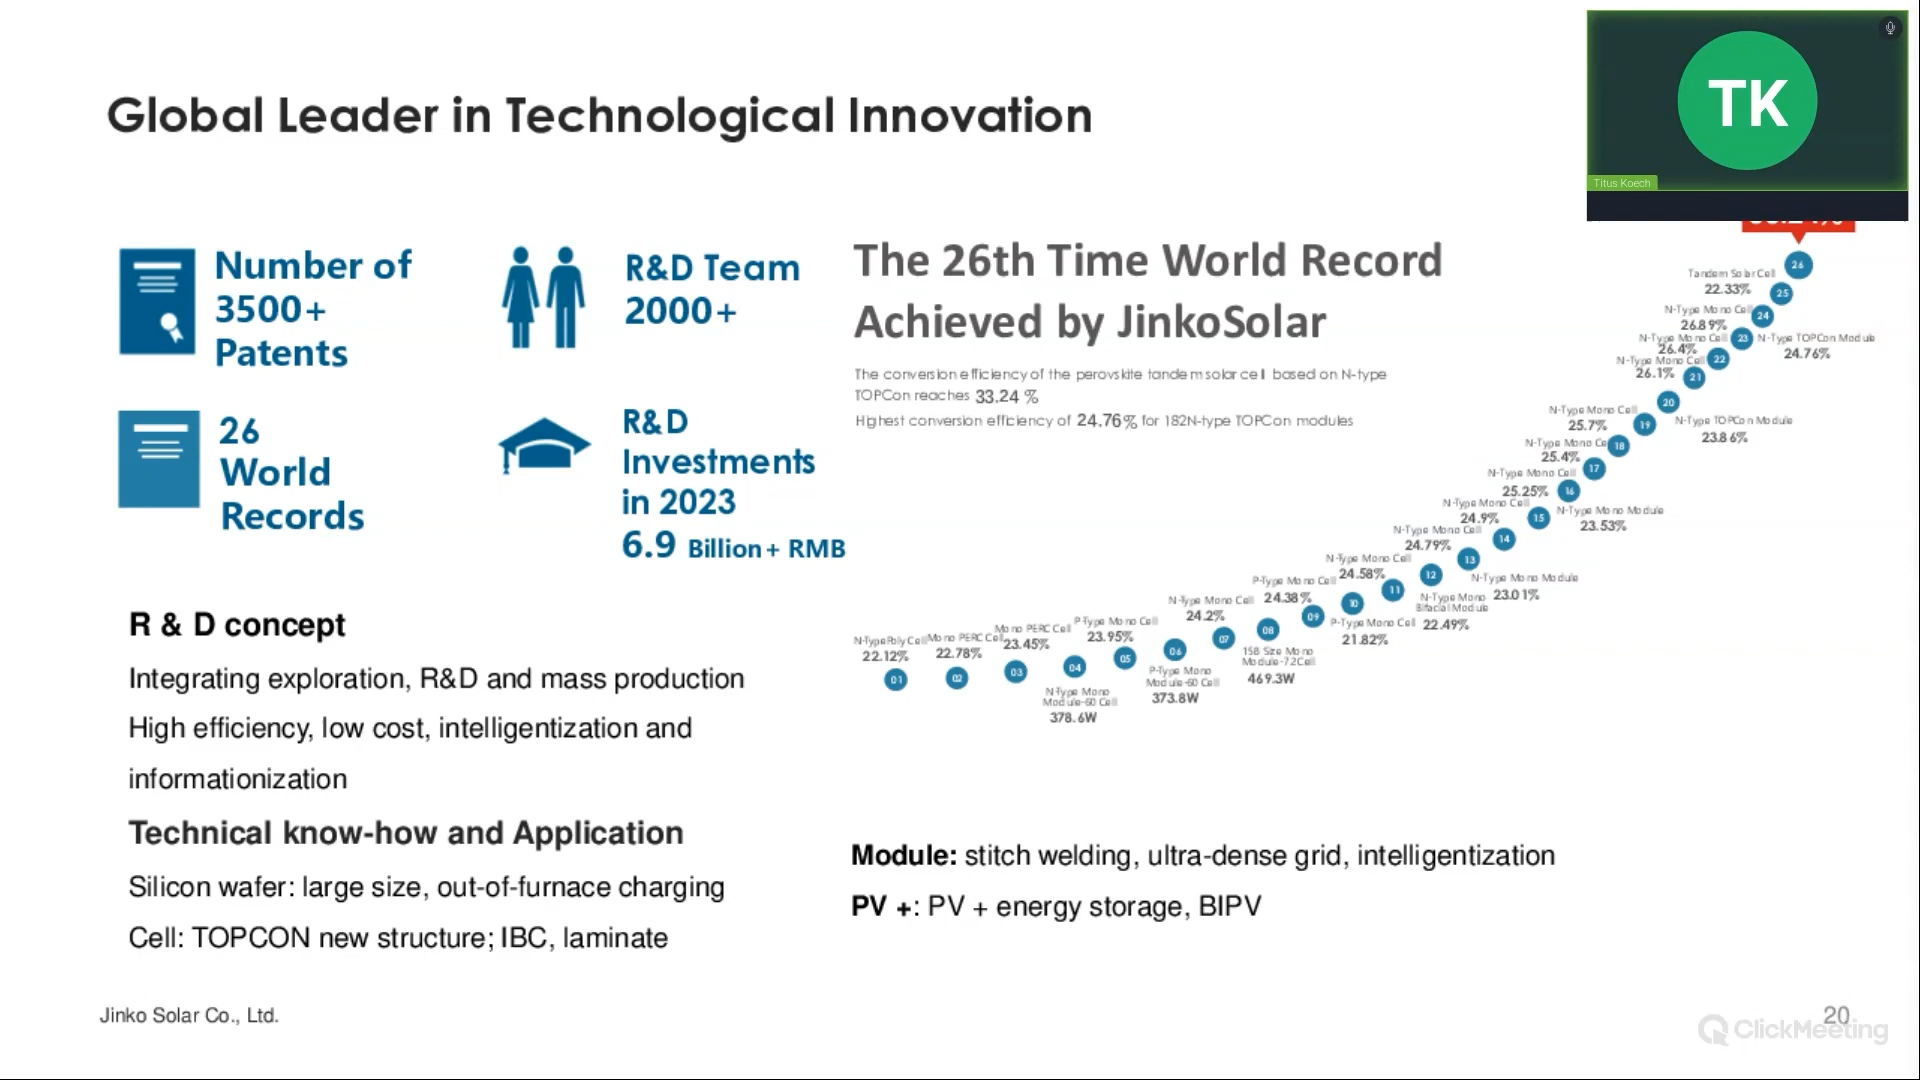 Global Leader in Technological Innovation
TK
Titus Koech
Number of
3500+
Patents
R&D Team
2000+
26
World
Records
R&D
Investments
in 2023
6.9 Billion+ RMB
The 26th Time World Record
Achieved by JinkoSolar
The conversion efficiency of the perovskite tandem solar cell based on N-type
TOPCon reaches 33.24 %
Highest conversion efficiency of 24.76% for 182N-type TOPCon modules
26
Tandem Solar Cell
22.33%
25
N-Type Mono Cell
26.89%
24
N-Type Mono Cell
26.4%
23
N-Type TOPCon Module
24.76%
N-Type Mono Cell
26.1%
22
21
20
N-Type TOPCon Module
23.86%
N-Type Mono Cell
25.7%
19
N-Type Mono Ce
25.4%
18
17
N-Type Mono Cell
25.25%
16
N-Type Mono Module
23.53%
N-Type Mono Cell
24.9%
15
N-Type Mono Cell
24.79%
14
13
N-Type Mono Module
23.01%
N-Type Mono Cell
24.58%
12
N-Type Mono
Bifacial Module
22.49%
11
P-Type Mono Cell
24.38%
10
P-Type Mono Cell
21.82%
09
N-Type Mono Cell
24.2%
08
158 Size Mono
Module-72Cell
469.3W
07
P-Type Mono Cell
23.95%
06
P-Type Mono
Module-60 Cell
373.8W
05
Mono PERC Cell
23.45%
04
N-Type Mono
Module-60 Cell
378.6W
03
Mono PERC Cell
22.78%
02
N-Type Poly Cell
22.12%
01
R & D concept
Integrating exploration, R&D and mass production
High efficiency, low cost, intelligentization and
informationization
Technical know-how and Application
Silicon wafer: large size, out-of-furnace charging
Cell: TOPCON new structure; IBC, laminate
Module: stitch welding, ultra-dense grid, intelligentization
PV +: PV + energy storage, BIPV
Jinko Solar Co., Ltd.
20
ClickMeeting